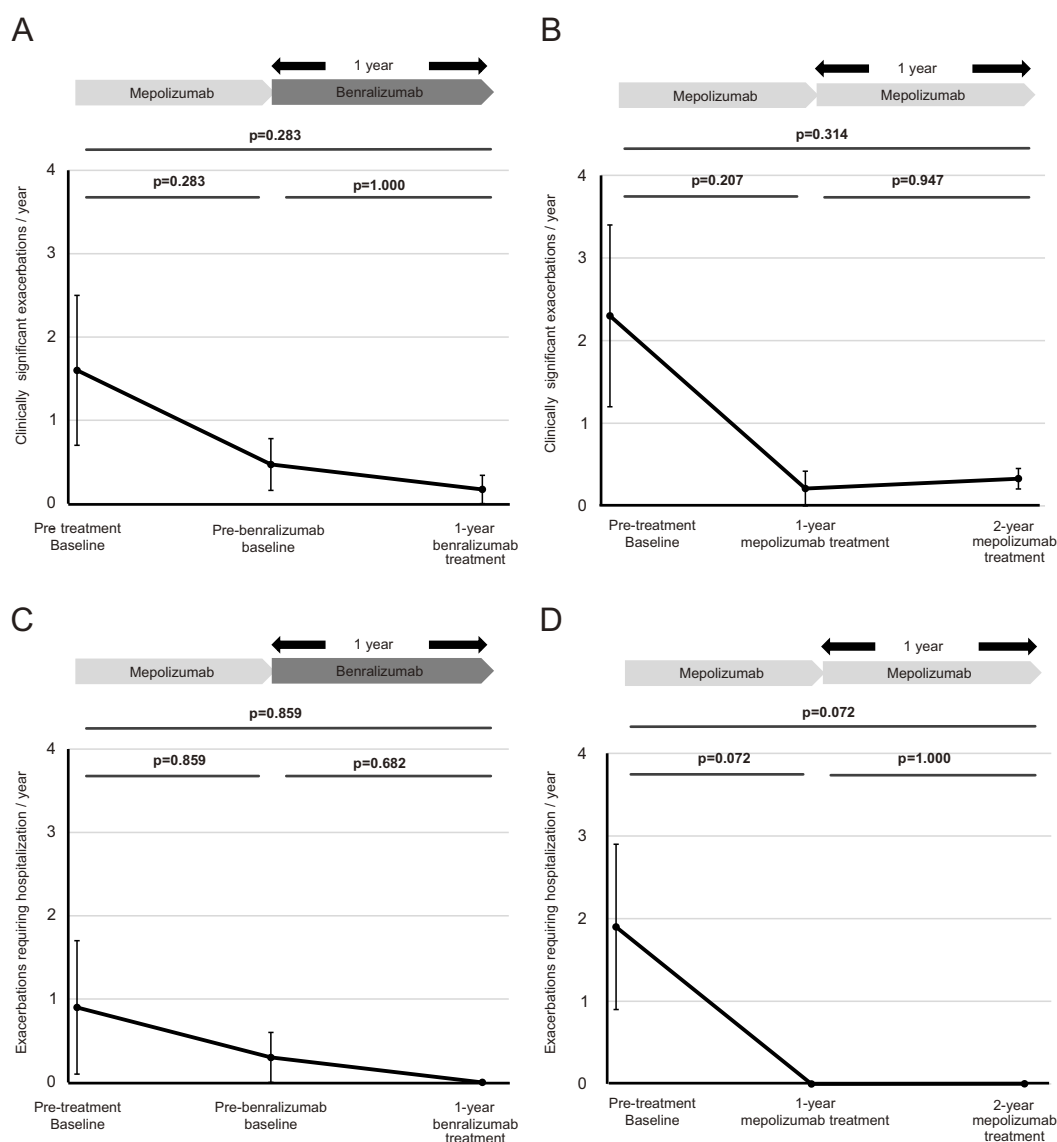 A
1 year
Mepolizumab
Benralizumab
p=0.283
p=0.283
p=1.000
Clinically significant exacerbations / year
4
3
2
1
0
Pre treatment
Baseline
Pre-benralizumab
baseline
1-year
benralizumab
treatment
B
1 year
Mepolizumab
Mepolizumab
p=0.314
p=0.207
p=0.947
Clinically significant exacerbations / year
4
3
2
1
0
Pre-treatment
Baseline
1-year
mepolizumab treatment
2-year
mepolizumab
treatment
C
1 year
Mepolizumab
Benralizumab
p=0.859
p=0.859
p=0.682
Exacerbations requiring hospitalization / year
4
3
2
1
0
Pre-treatment
Baseline
Pre-benralizumab
baseline
1-year
benralizumab
treatment
D
1 year
Mepolizumab
Mepolizumab
p=0.072
p=0.072
p=1.000
Exacerbations requiring hospitalization / year
4
3
2
1
0
Pre-treatment
Baseline
1-year
mepolizumab treatment
2-year
mepolizumab
treatment